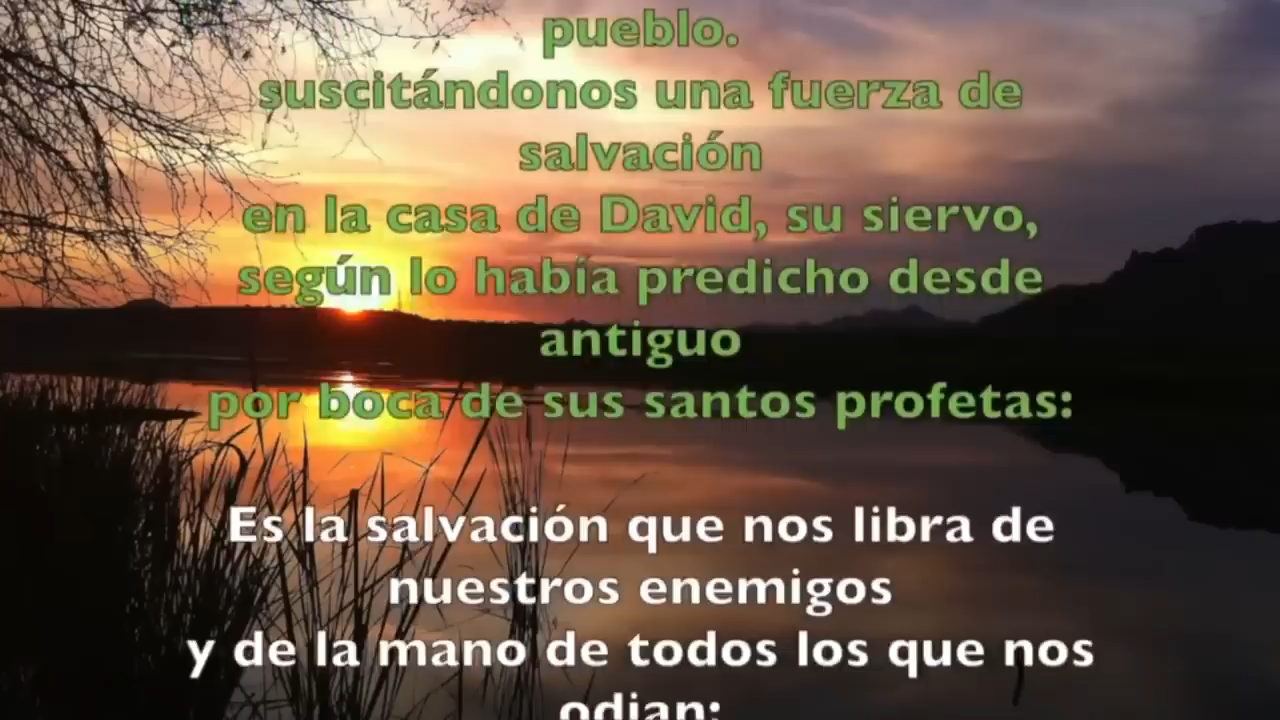 pueblo.
suscitándonos una fuerza de
salvación
en la casa de David, su siervo,
según lo había predicho desde
antiguo
por boca de sus santos profetas:
Es la salvación que nos libra de
nuestros enemigos
y de la mano de todos los que nos
odian;